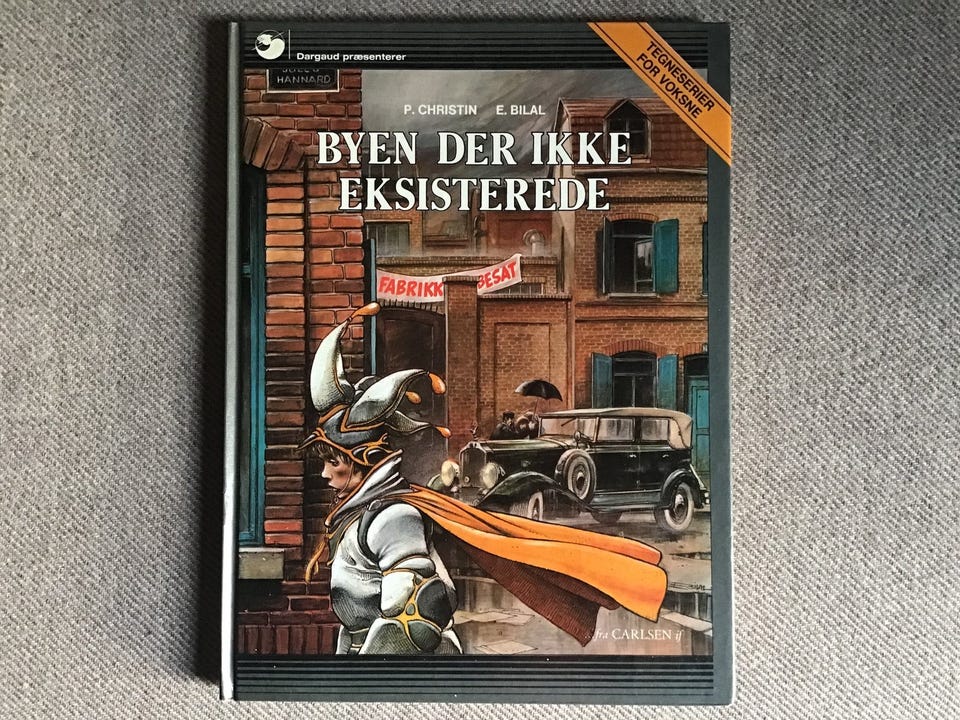 Dargaud præsenterer
TEGNESERIER
FOR VOKSNE
HANNARD
P. CHRISTIN E. BILAL
BYEN DER IKKE
EKSISTEREDE
FABRIKK BESAT
...fra CARLSEN if